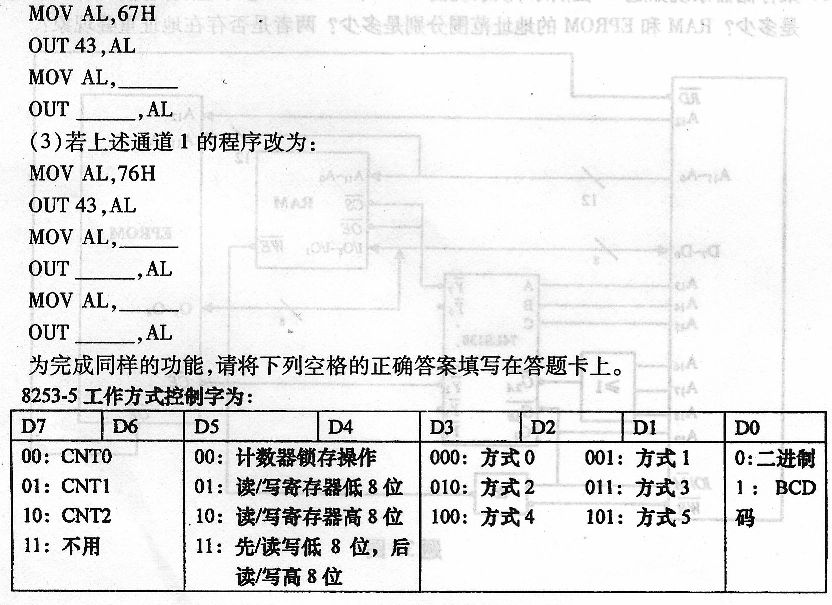 MOV AL,67H
OUT 43,AL
MOV AL,_____
OUT _____,AL
(3)若上述通道 1 的程序改为:
MOV AL,76H
OUT 43,AL
MOV AL,_____
OUT _____,AL
MOV AL,_____
OUT _____,AL
为完成同样的功能,请将下列空格的正确答案填写在答题卡上。
8253-5 工作方式控制字为:
D7 D6 D5 D4 D3 D2 D1 D0
00: CNT0 00: 计数器锁存操作 000: 方式 0 001: 方式 1 0:二进制
01: CNT1 01: 读/写寄存器低 8 位 010: 方式 2 011: 方式 3 1: BCD
10: CNT2 10: 读/写寄存器高 8 位 100: 方式 4 101: 方式 5 码
11: 不用 11: 先/读写低 8 位, 后
读/写高 8 位